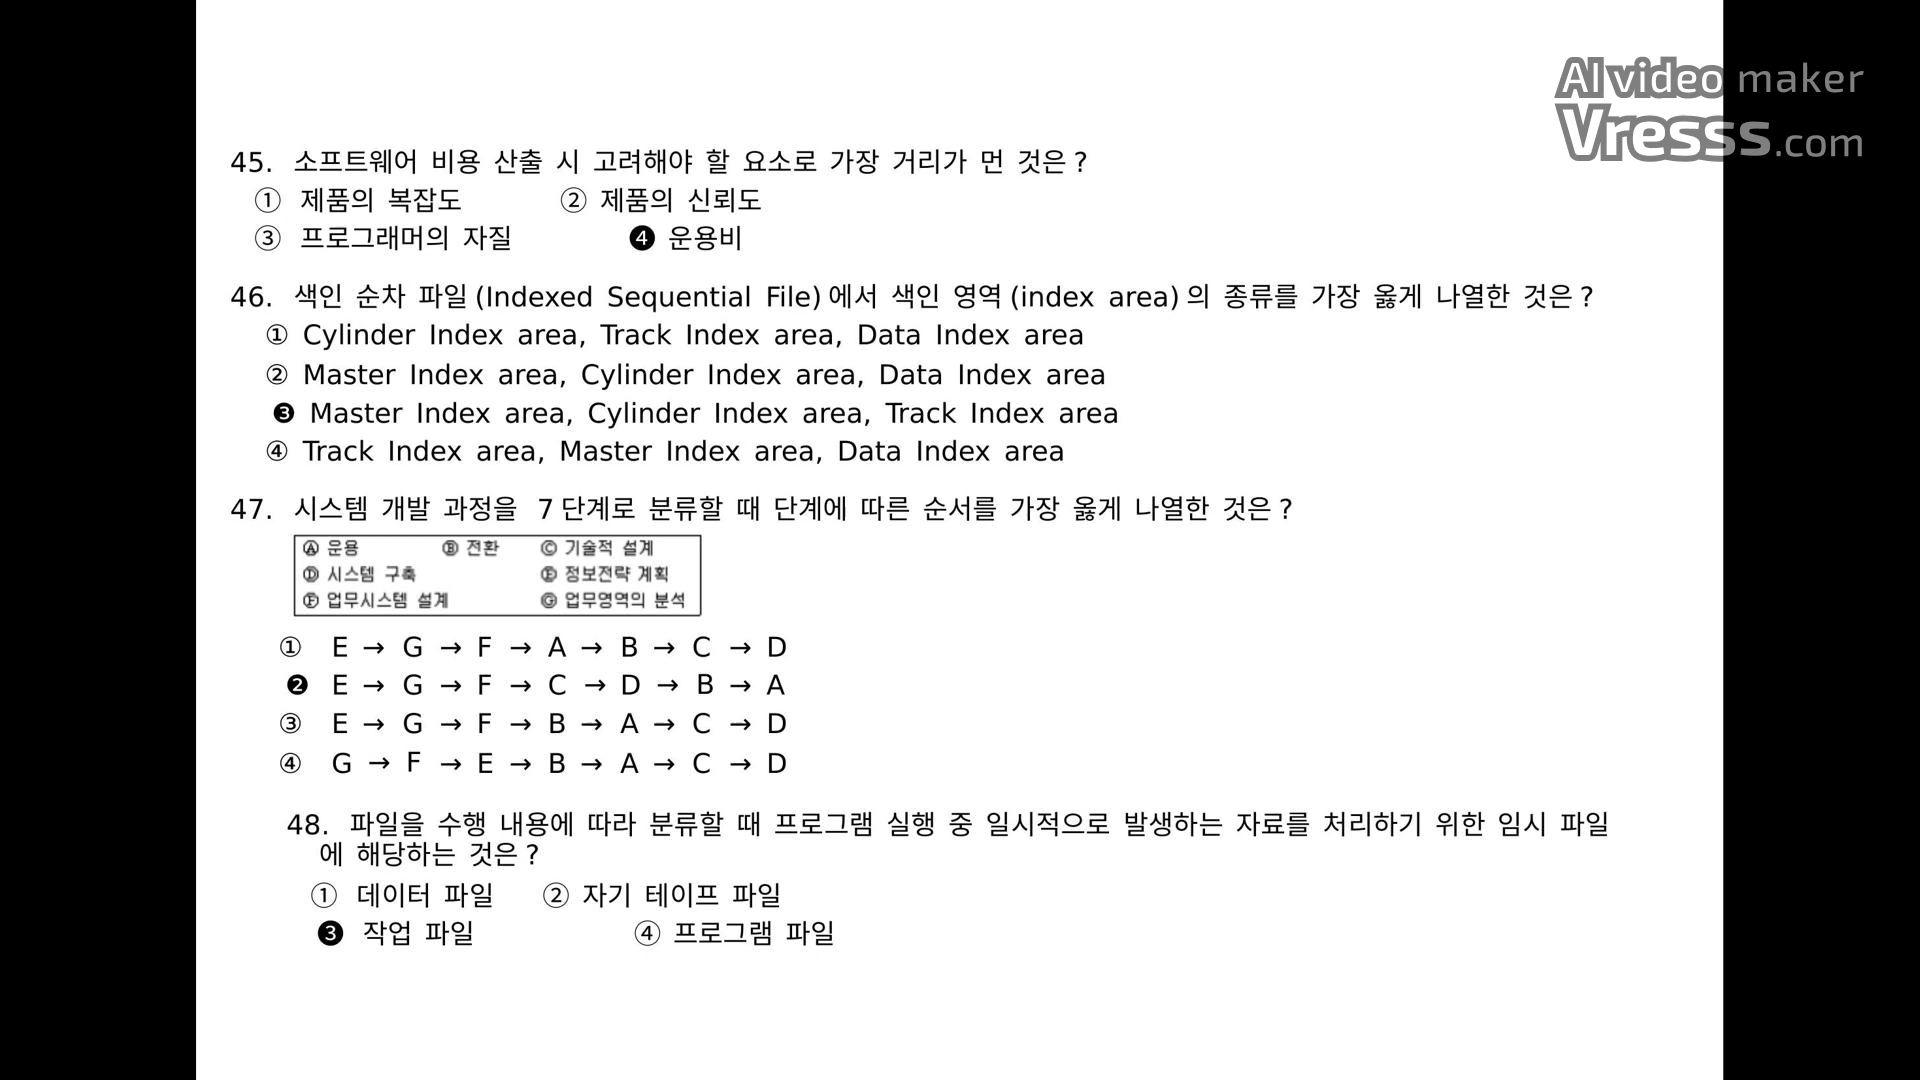 AI video maker
Vresss.com
45. 소프트웨어 비용 산출 시 고려해야 할 요소로 가장 거리가 먼 것은?
① 제품의 복잡도 ② 제품의 신뢰도
③ 프로그래머의 자질 ❹ 운용비
46. 색인 순차 파일(Indexed Sequential File)에서 색인 영역(index area)의 종류를 가장 옳게 나열한 것은?
① Cylinder Index area, Track Index area, Data Index area
② Master Index area, Cylinder Index area, Data Index area
❸ Master Index area, Cylinder Index area, Track Index area
④ Track Index area, Master Index area, Data Index area
47. 시스템 개발 과정을 7단계로 분류할 때 단계에 따른 순서를 가장 옳게 나열한 것은?
Ⓐ 운용 Ⓑ 전환 Ⓒ 기술적 설계
Ⓓ 시스템 구축 Ⓔ 정보전략 계획
Ⓕ 업무시스템 설계 Ⓖ 업무영역의 분석
① E → G → F → A → B → C → D
❷ E → G → F → C → D → B → A
③ E → G → F → B → A → C → D
④ G → F → E → B → A → C → D
48. 파일을 수행 내용에 따라 분류할 때 프로그램 실행 중 일시적으로 발생하는 자료를 처리하기 위한 임시 파일
에 해당하는 것은?
① 데이터 파일 ② 자기 테이프 파일
❸ 작업 파일 ④ 프로그램 파일